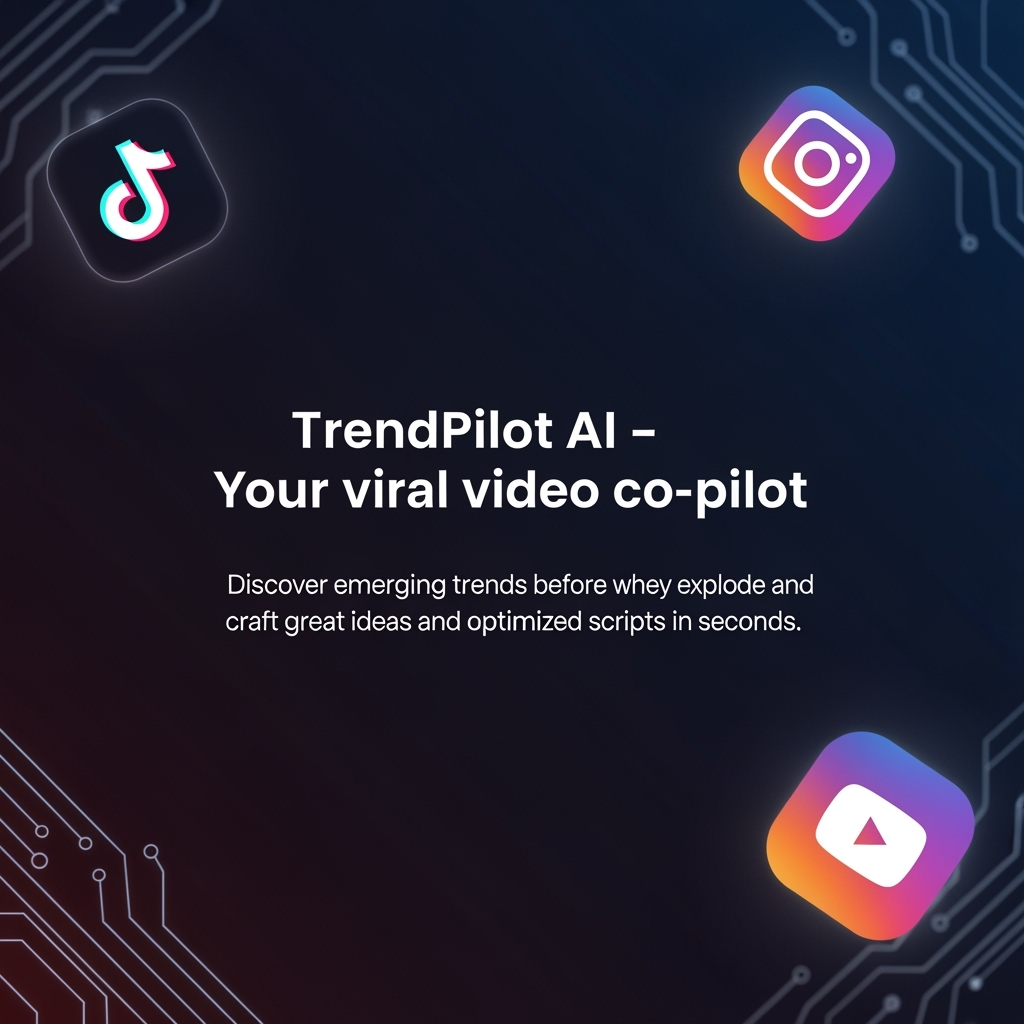 TrendPilot AI –
Your viral video co-pilot
Discover emerging trends before whey explode and
craft great ideas and optimized scripts in seconds.